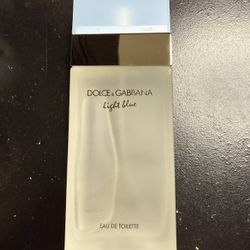 DOLCE & GABBANA
light blue
EAU DE TOILETTE